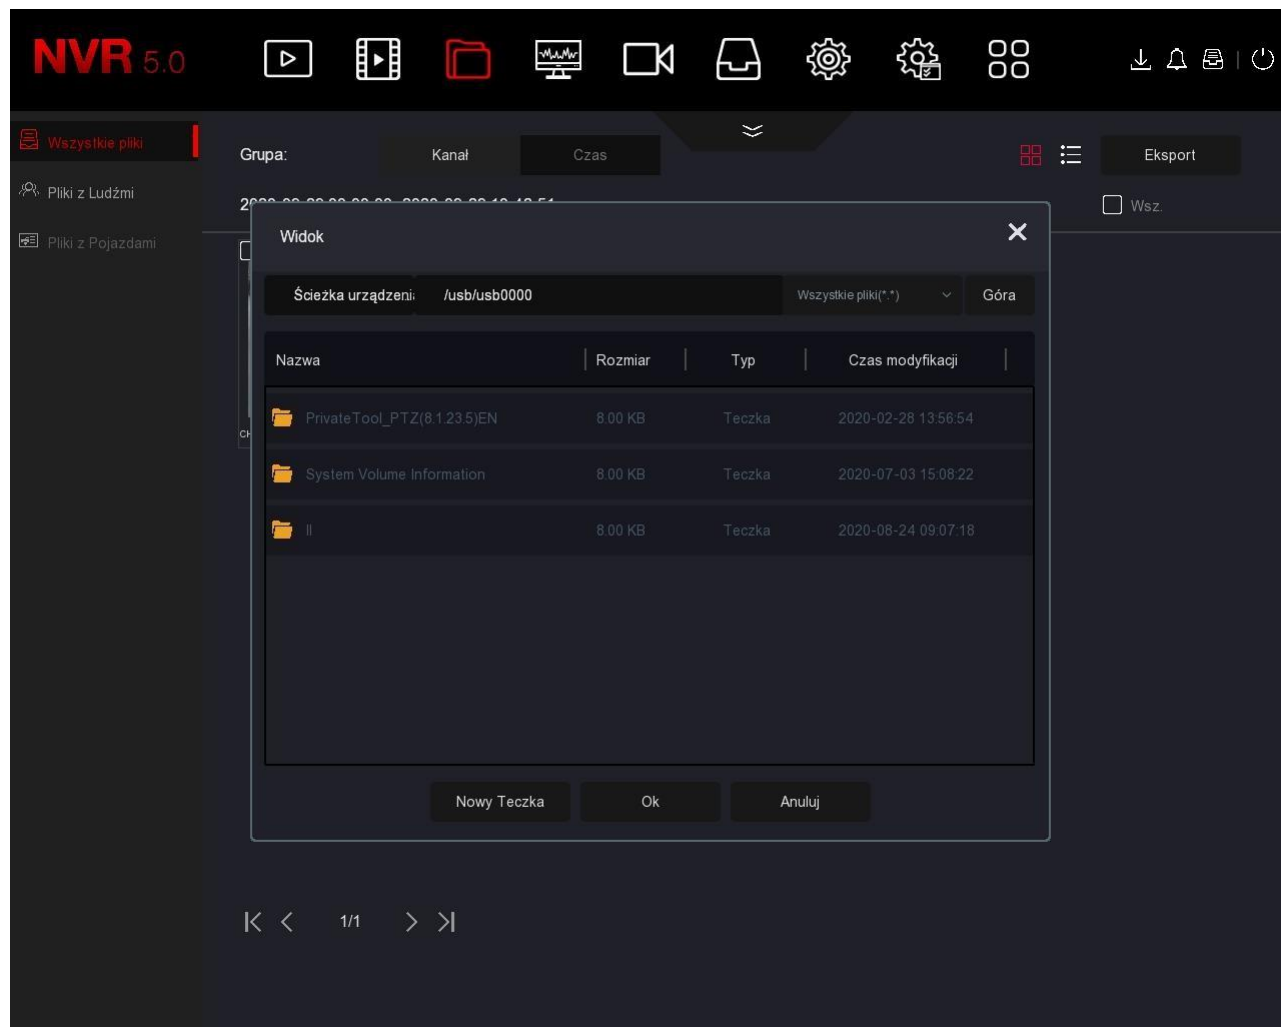 NVR 5.0
Wszystkie pliki
Pliki z Ludźmi
Pliki z Pojazdami
Grupa: Kanał Czas Eksport
Wsz.
Widok
Ścieżka urządzeni /usb/usb0000 Wszystkie pliki(*.*) Góra
Nazwa Rozmiar Typ Czas modyfikacji
PrivateTool_PTZ(8.1.23.5)EN 8.00 KB Teczka 2020-02-28 13:56:54
System Volume Information 8.00 KB Teczka 2020-07-03 15:08:22
ll 8.00 KB Teczka 2020-08-24 09:07:18
Nowy Teczka Ok Anuluj
1/1